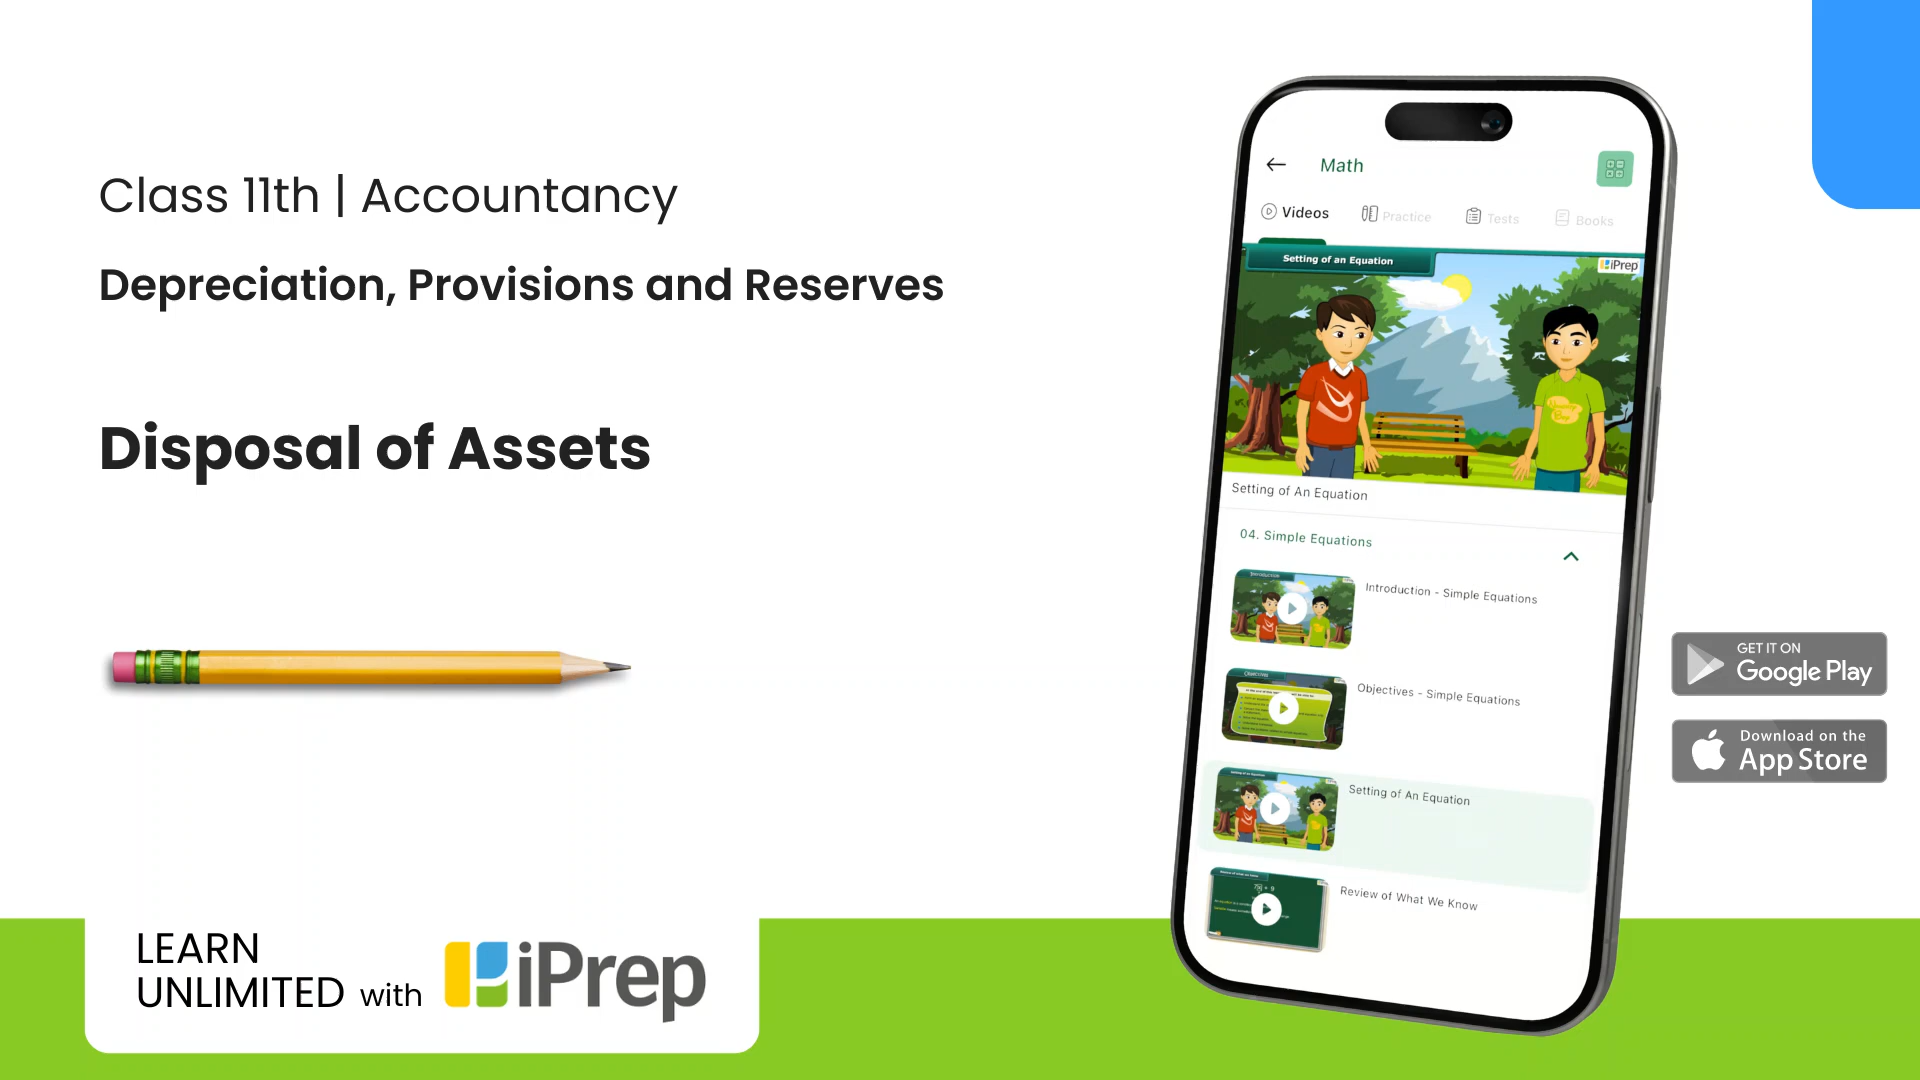 Class 11th | Accountancy
Depreciation, Provisions and Reserves
Disposal of Assets
LEARN
UNLIMITED with
iPrep
Math
Videos
Practice
Tests
Books
Setting of an Equation
iPrep
Setting of An Equation
04. Simple Equations
Introduction - Simple Equations
Objectives - Simple Equations
Setting of An Equation
Review of What We Know
GET IT ON
Google Play
Download on the
App Store